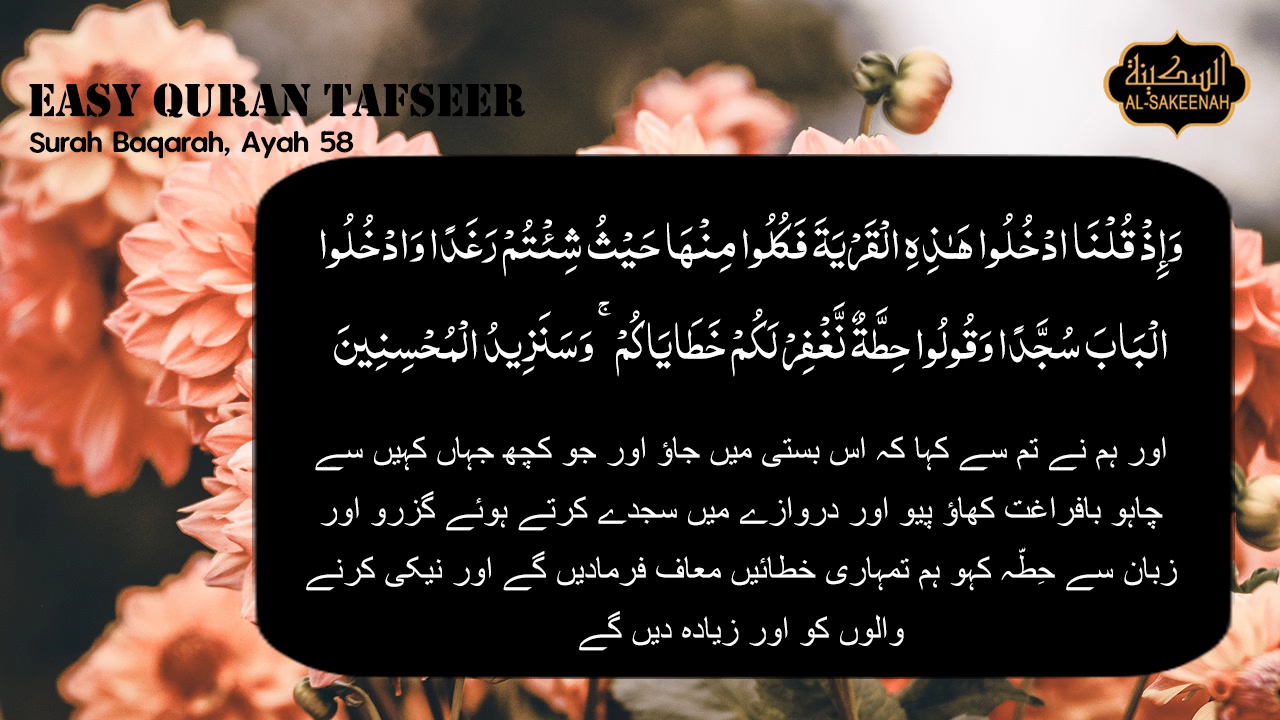 EASY QURAN TAFSEER
Surah Baqarah, Ayah 58
السكينة
AL-SAKEENAH
وَإِذْ قُلْنَا ادْخُلُوا هَٰذِهِ الْقَرْيَةَ فَكُلُوا مِنْهَا حَيْثُ شِئْتُمْ رَغَدًا وَادْخُلُوا
الْبَابَ سُجَّدًا وَقُولُوا حِطَّةٌ نَّغْفِرْ لَكُمْ خَطَايَاكُمْ ۚ وَسَنَزِيدُ الْمُحْسِنِينَ
اور ہم نے تم سے کہا کہ اس بستی میں جاؤ اور جو کچھ جہاں کہیں سے
چاہو بافراغت کھاؤ پیو اور دروازے میں سجدے کرتے ہوئے گزرو اور
زبان سے حِطّہ کہو ہم تمہاری خطائیں معاف فرمادیں گے اور نیکی کرنے
والوں کو اور زیادہ دیں گے